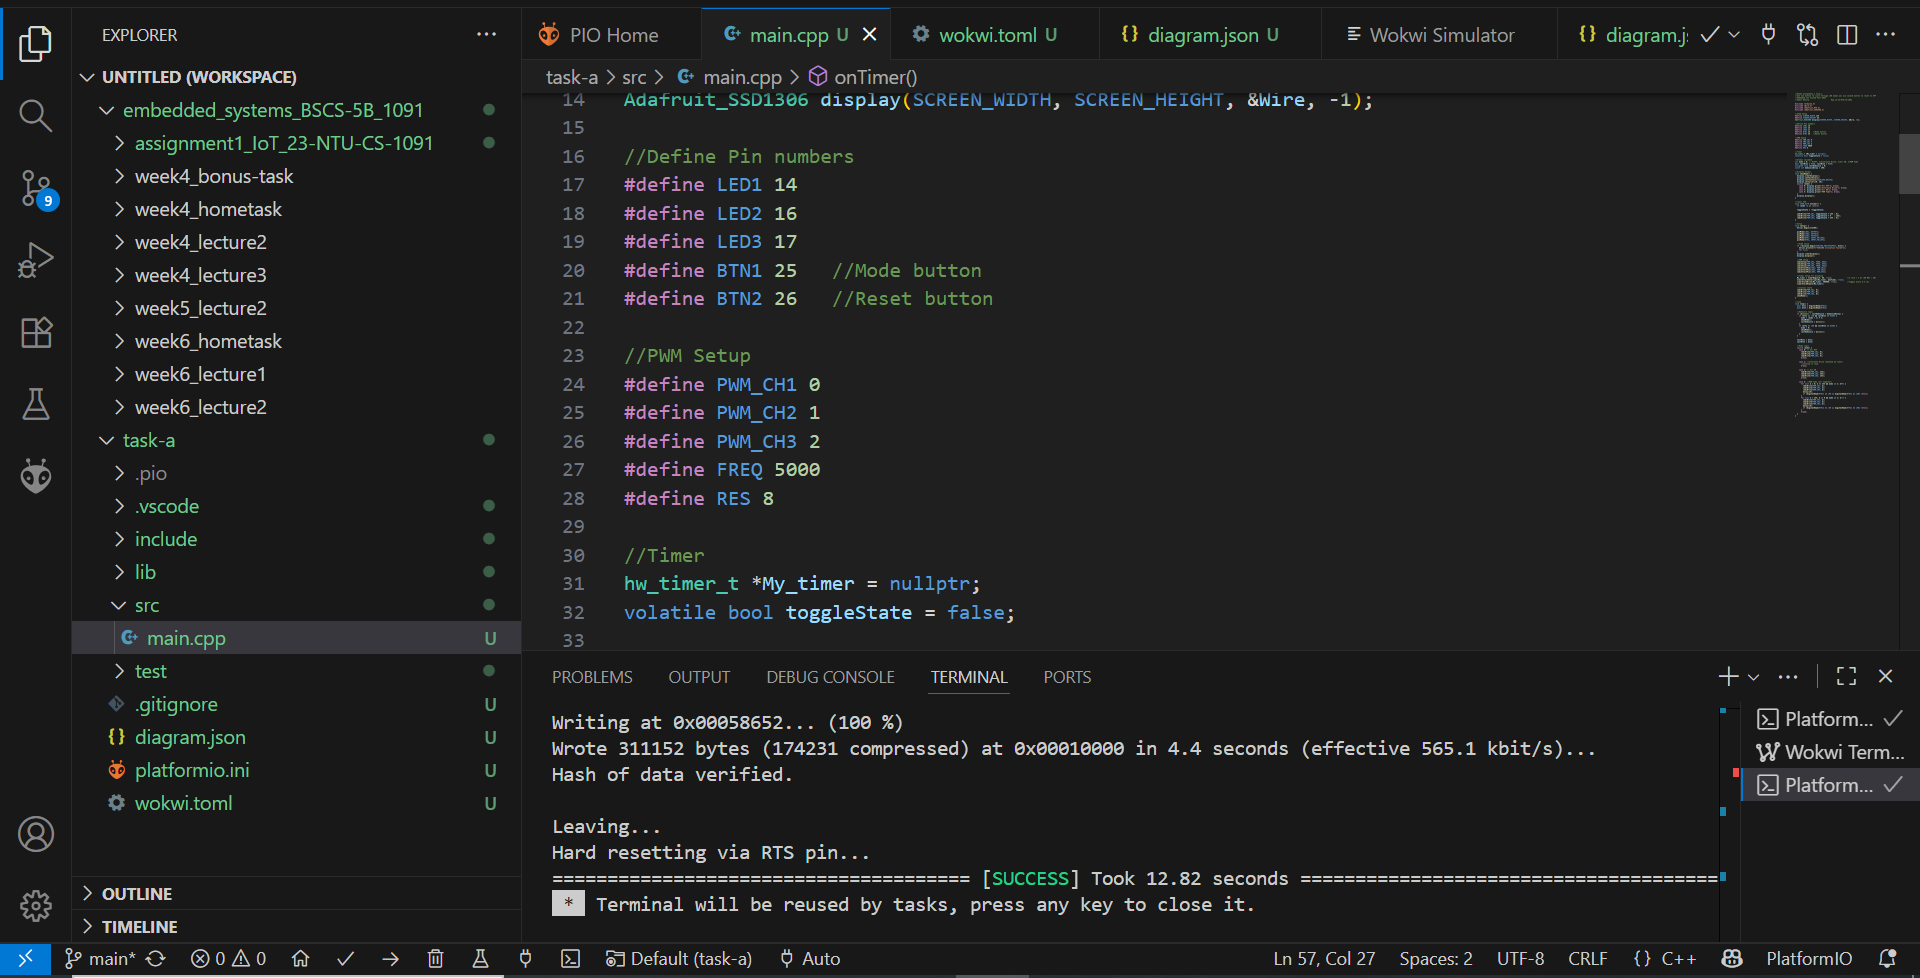 EXPLORER
UNTITLED (WORKSPACE)
embedded_systems_BSCS-5B_1091
assignment1_IoT_23-NTU-CS-1091
week4_bonus-task
week4_hometask
week4_lecture2
week4_lecture3
week5_lecture2
week6_hometask
week6_lecture1
week6_lecture2
task-a
.pio
.vscode
include
lib
src
main.cpp U
test
.gitignore U
diagram.json U
platformio.ini U
wokwi.toml U
OUTLINE
TIMELINE
9
PIO Home main.cpp U wokwi.toml U diagram.json U Wokwi Simulator diagram.js
task-a > src > main.cpp > onTimer()
14 Adafruit_SSD1306 display(SCREEN_WIDTH, SCREEN_HEIGHT, &Wire, -1);
15
16 //Define Pin numbers
17 #define LED1 14
18 #define LED2 16
19 #define LED3 17
20 #define BTN1 25 //Mode button
21 #define BTN2 26 //Reset button
22
23 //PWM Setup
24 #define PWM_CH1 0
25 #define PWM_CH2 1
26 #define PWM_CH3 2
27 #define FREQ 5000
28 #define RES 8
29
30 //Timer
31 hw_timer_t *My_timer = nullptr;
32 volatile bool toggleState = false;
33
PROBLEMS OUTPUT DEBUG CONSOLE TERMINAL PORTS
Writing at 0x00058652... (100 %)
Wrote 311152 bytes (174231 compressed) at 0x00010000 in 4.4 seconds (effective 565.1 kbit/s)...
Hash of data verified.
Leaving...
Hard resetting via RTS pin...
====================================== [SUCCESS] Took 12.82 seconds ======================================
* Terminal will be reused by tasks, press any key to close it.
Platform...
Wokwi Term...
Platform...
main* 0 0 Default (task-a) Auto Ln 57, Col 27 Spaces: 2 UTF-8 CRLF {} C++ PlatformIO